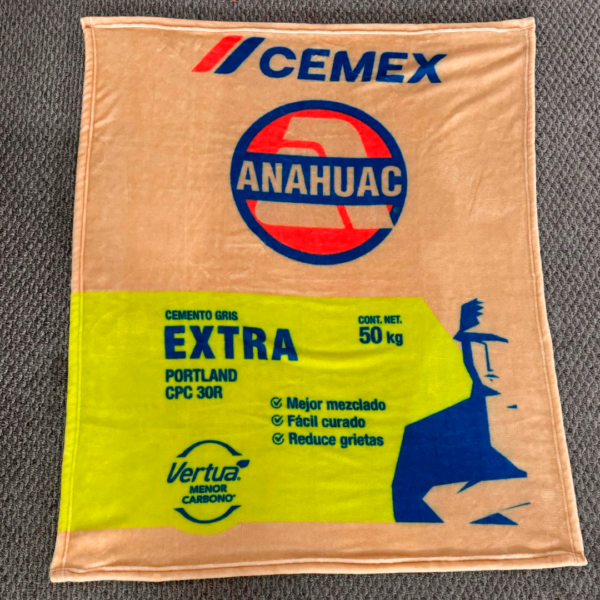 CEMEX
ANAHUAC
CEMENTO GRIS
EXTRA
PORTLAND
CPC 30R
CONT. NET.
50 kg
Mejor mezclado
Fácil curado
Reduce grietas
Vertua
MENOR
CARBONO